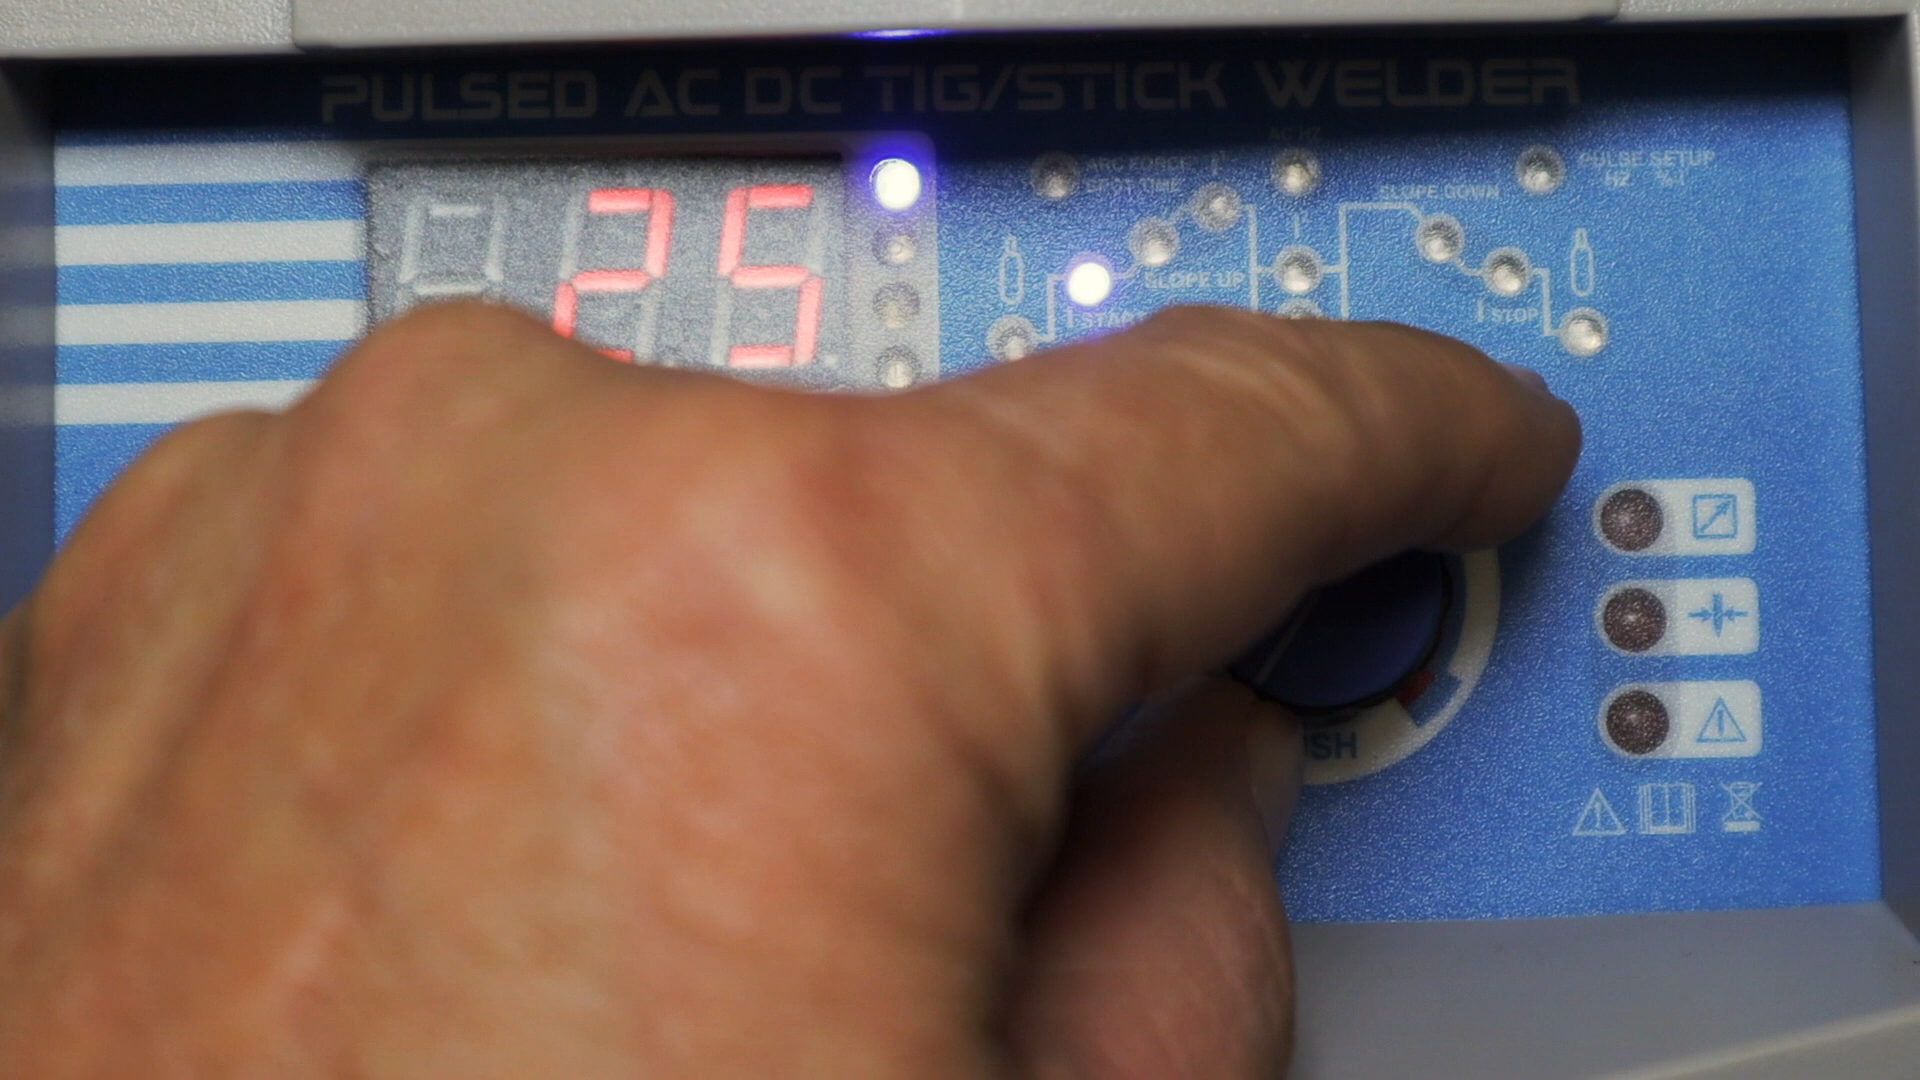 PULSED AC DC TIG/STICK WELDER
AC HZ
ARC FORCE
SPOT TIME
PULSE SETUP
HZ %I
SLOPE DOWN
25
SLOPE UP
I START
I STOP